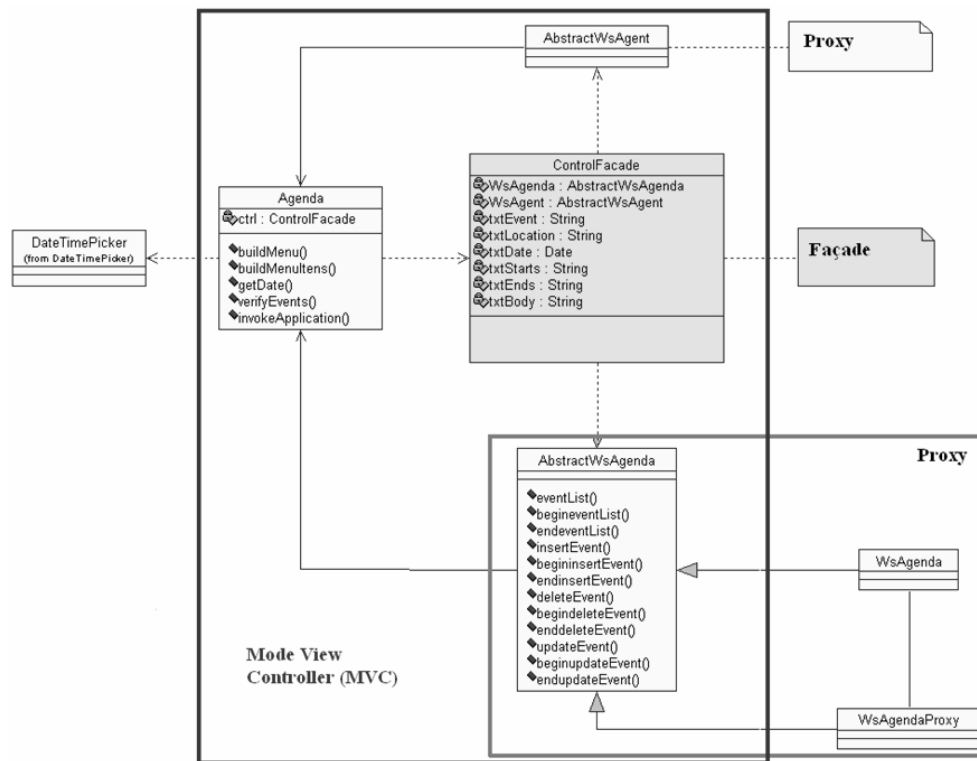 AbstractWsAgent
Proxy
ControlFacade
WsAgenda : AbstractWsAgenda
WsAgent : AbstractWsAgent
txtEvent : String
txtLocation : String
txtDate : Date
txtStarts : String
txtEnds : String
txtBody : String
Agenda
ctrl : ControlFacade
buildMenu()
buildMenuItens()
getDate()
verifyEvents()
invokeApplication()
DateTimePicker
(from DateTimePicker)
Façade
AbstractWsAgenda
eventList()
begineventList()
endeventList()
insertEvent()
begininsertEvent()
endinsertEvent()
deleteEvent()
begindeleteEvent()
enddeleteEvent()
updateEvent()
beginupdateEvent()
endupdateEvent()
Proxy
WsAgenda
WsAgendaProxy
Mode View
Controller (MVC)